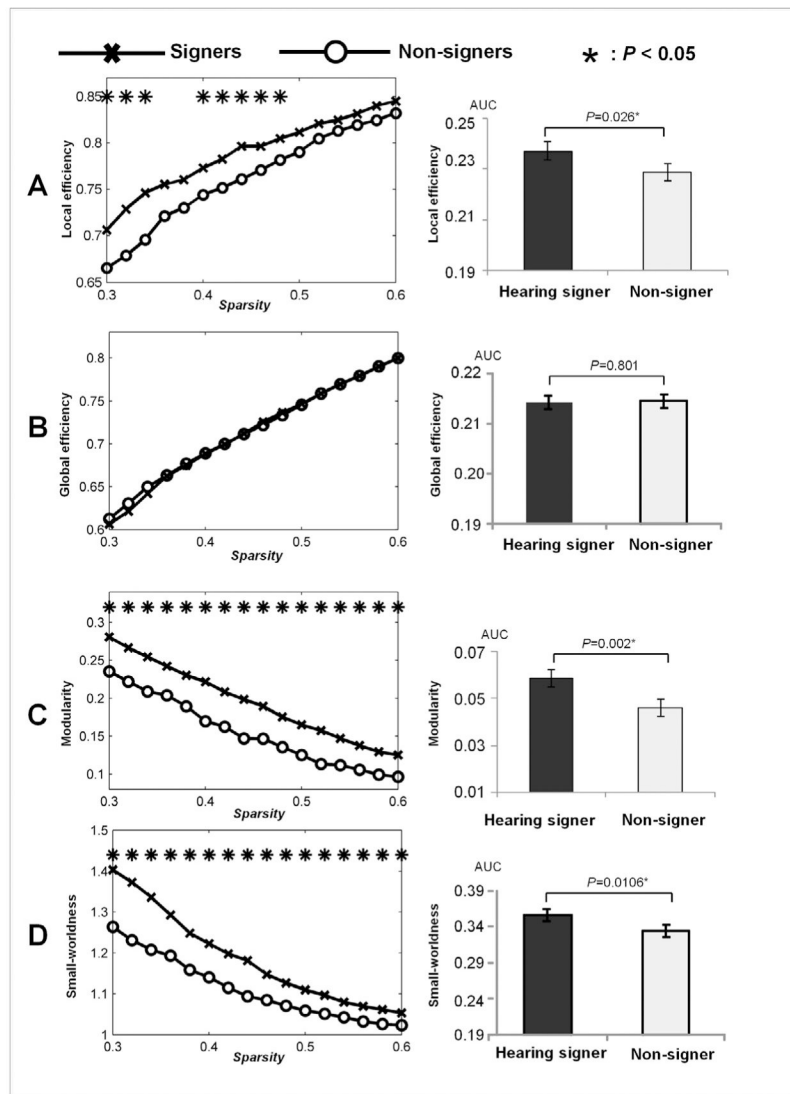 Signers Non-signers * : P < 0.05
A
Local efficiency
0.85
0.8
0.75
0.7
0.65
0.3 0.4 0.5 0.6
Sparsity
AUC
P=0.026*
Local efficiency
0.25
0.23
0.21
0.19
Hearing signer Non-signer
B
Global efficiency
0.8
0.75
0.7
0.65
0.6
0.3 0.4 0.5 0.6
Sparsity
AUC
P=0.801
Global efficiency
0.22
0.21
0.20
0.19
Hearing signer Non-signer
C
Modularity
0.3
0.25
0.2
0.15
0.1
0.3 0.4 0.5 0.6
Sparsity
AUC
P=0.002*
Modularity
0.07
0.05
0.03
0.01
Hearing signer Non-signer
D
Small-worldness
1.5
1.4
1.3
1.2
1.1
1
0.3 0.4 0.5 0.6
Sparsity
AUC
P=0.0106*
Small-worldness
0.39
0.34
0.29
0.24
0.19
Hearing signer Non-signer